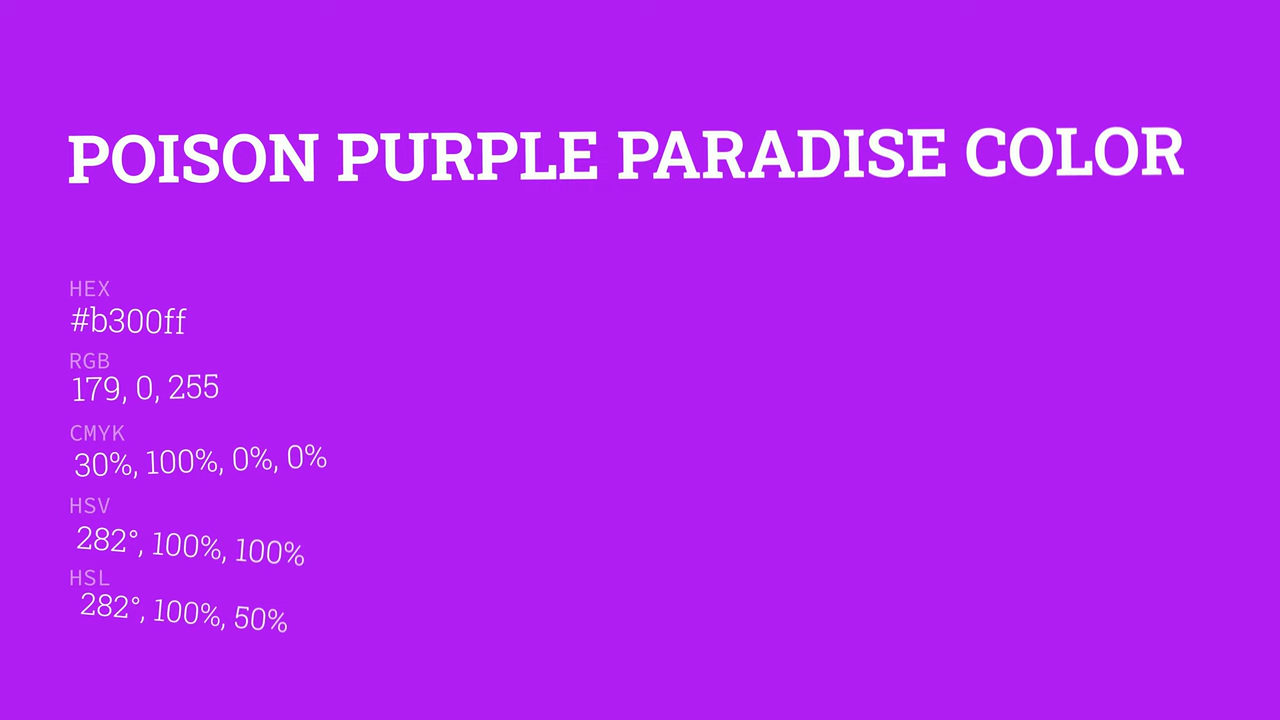 POISON PURPLE PARADISE COLOR
HEX
#b300ff
RGB
179, 0, 255
CMYK
30%, 100%, 0%, 0%
HSV
282°, 100%, 100%
HSL
282°, 100%, 50%